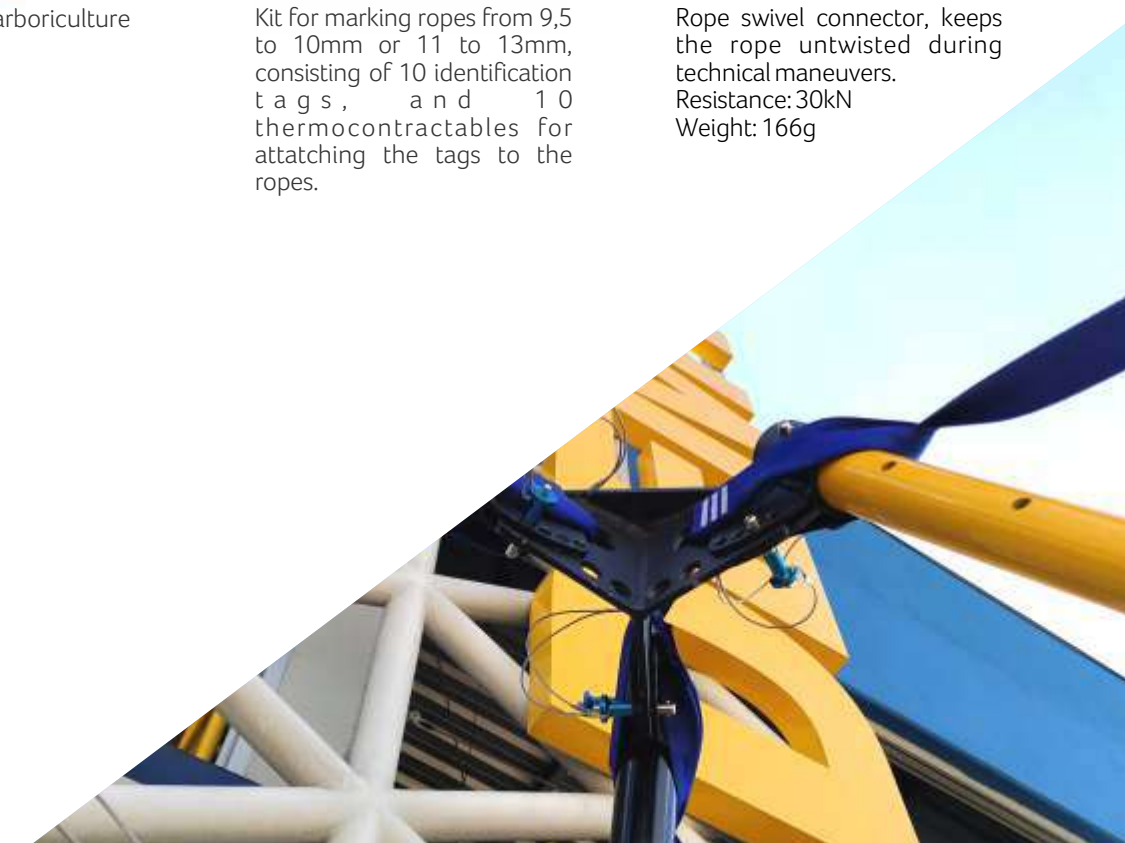 arboriculture
Kit for marking ropes from 9,5
to 10mm or 11 to 13mm,
consisting of 10 identification
tags, and 10
thermocontractables for
attatching the tags to the
ropes.
Rope swivel connector, keeps
the rope untwisted during
technical maneuvers.
Resistance: 30kN
Weight: 166g